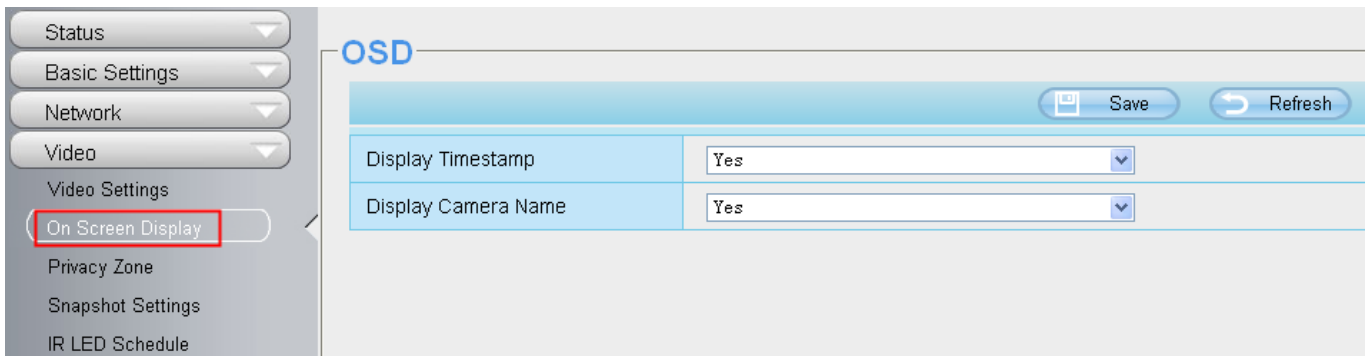 Status
Basic Settings
Network
Video
Video Settings
On Screen Display
Privacy Zone
Snapshot Settings
IR LED Schedule
OSD
Save Refresh
Display Timestamp Yes
Display Camera Name Yes